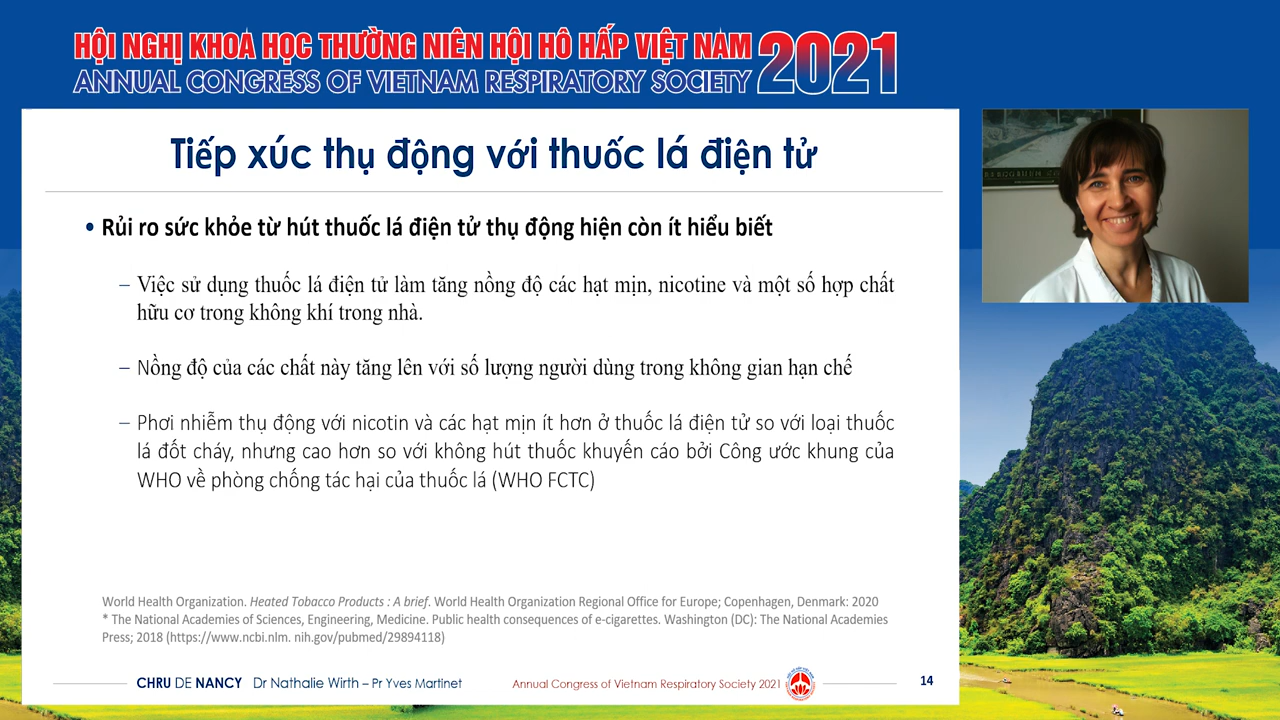 HỘI NGHỊ KHOA HỌC THƯỜNG NIÊN HỘI HÔ HẤP VIỆT NAM 2021
ANNUAL CONGRESS OF VIETNAM RESPIRATORY SOCIETY
Tiếp xúc thụ động với thuốc lá điện tử
• Rủi ro sức khỏe từ hút thuốc lá điện tử thụ động hiện còn ít hiểu biết
– Việc sử dụng thuốc lá điện tử làm tăng nồng độ các hạt mịn, nicotine và một số hợp chất
hữu cơ trong không khí trong nhà.
– Nồng độ của các chất này tăng lên với số lượng người dùng trong không gian hạn chế
– Phơi nhiễm thụ động với nicotin và các hạt mịn ít hơn ở thuốc lá điện tử so với loại thuốc
lá đốt cháy, nhưng cao hơn so với không hút thuốc khuyến cáo bởi Công ước khung của
WHO về phòng chống tác hại của thuốc lá (WHO FCTC)
World Health Organization. Heated Tobacco Products : A brief. World Health Organization Regional Office for Europe; Copenhagen, Denmark: 2020
* The National Academies of Sciences, Engineering, Medicine. Public health consequences of e-cigarettes. Washington (DC): The National Academies
Press; 2018 (https://www.ncbi.nlm. nih.gov/pubmed/29894118)
CHRU DE NANCY Dr Nathalie Wirth – Pr Yves Martinet
Annual Congress of Vietnam Respiratory Society 2021
14